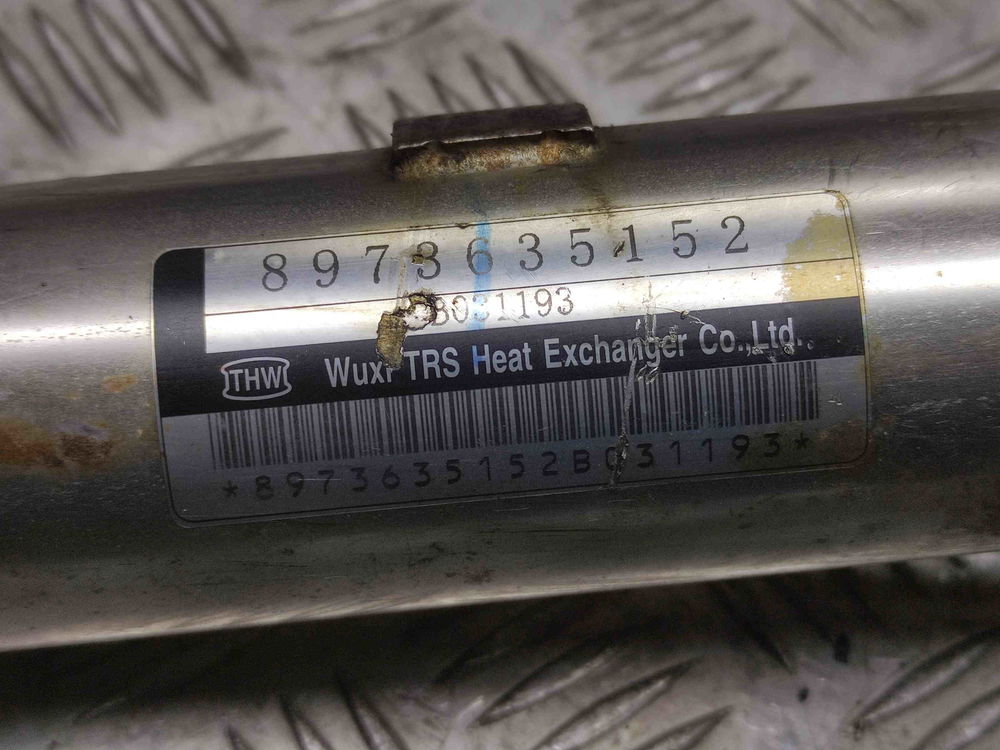 8973635152
B031193
THW Wuxi TRS Heat Exchanger Co.,Ltd.
*8973635152B031193*